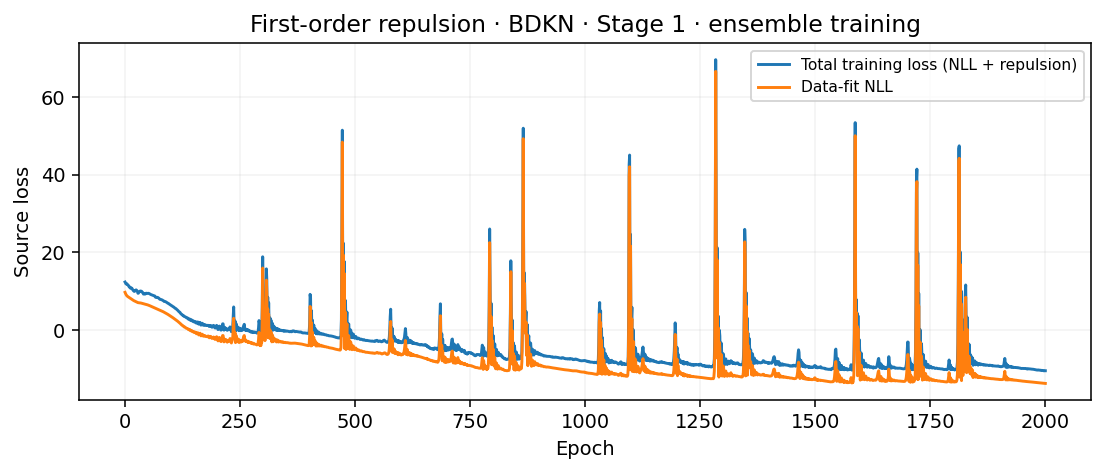 First-order repulsion · BDKN · Stage 1 · ensemble training
Total training loss (NLL + repulsion)
Data-fit NLL
Source loss
60
40
20
0
0
250
500
750
1000
1250
1500
1750
2000
Epoch